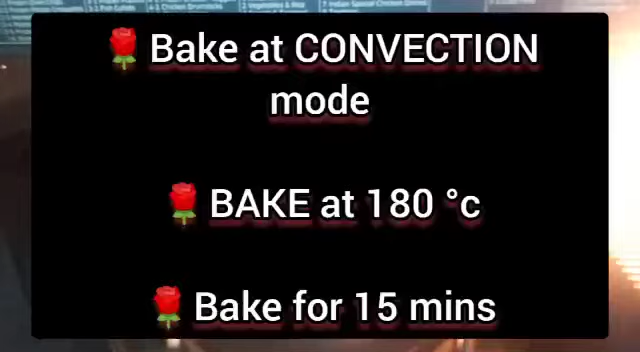 🌹Bake at CONVECTION
mode
🌹BAKE at 180 °c
🌹Bake for 15 mins